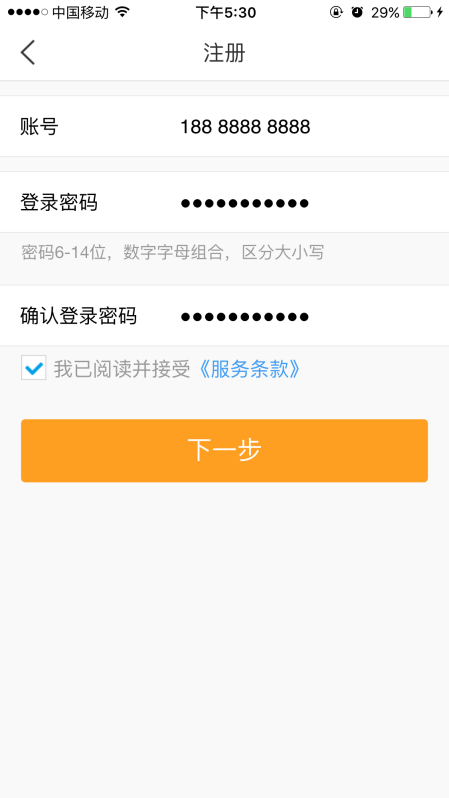 中国移动 下午5:30 29%
注册
账号 188 8888 8888
登录密码 ●●●●●●●●●●●
密码6-14位，数字字母组合，区分大小写
确认登录密码 ●●●●●●●●●●●
我已阅读并接受《服务条款》
下一步